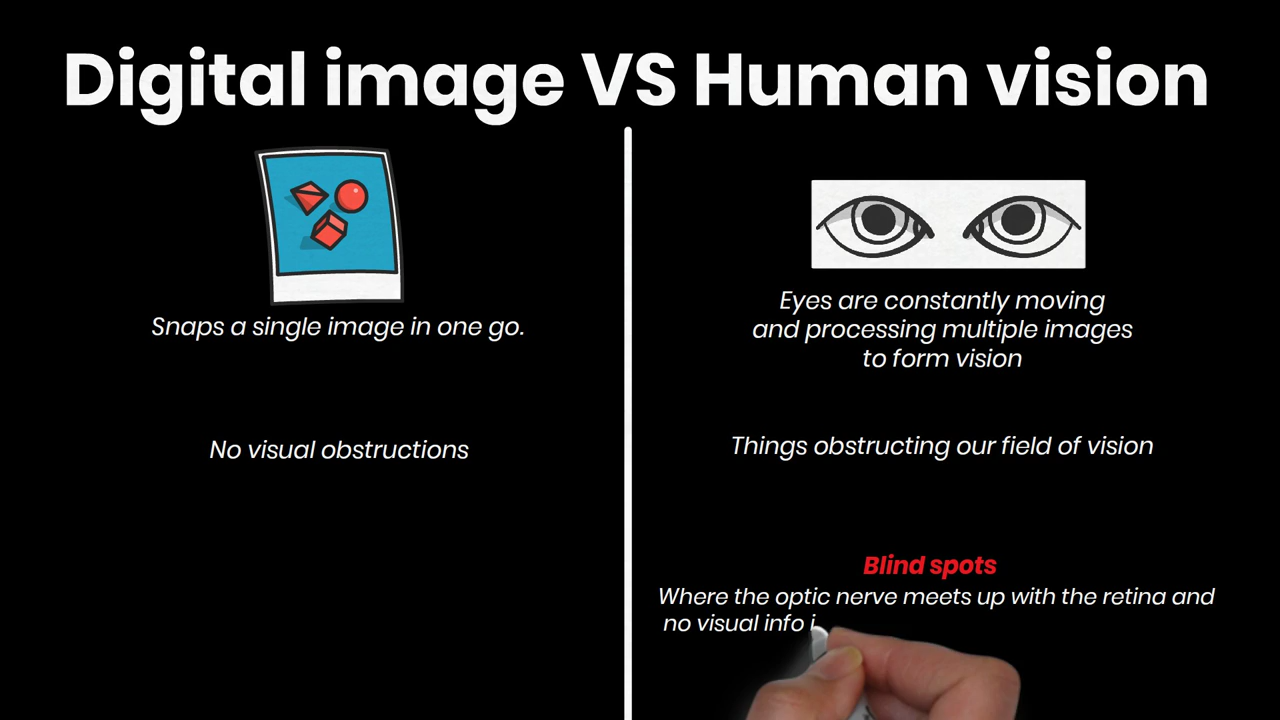 Digital image VS Human vision
Snaps a single image in one go.
No visual obstructions
Eyes are constantly moving
and processing multiple images
to form vision
Things obstructing our field of vision
Blind spots
Where the optic nerve meets up with the retina and
no visual info i